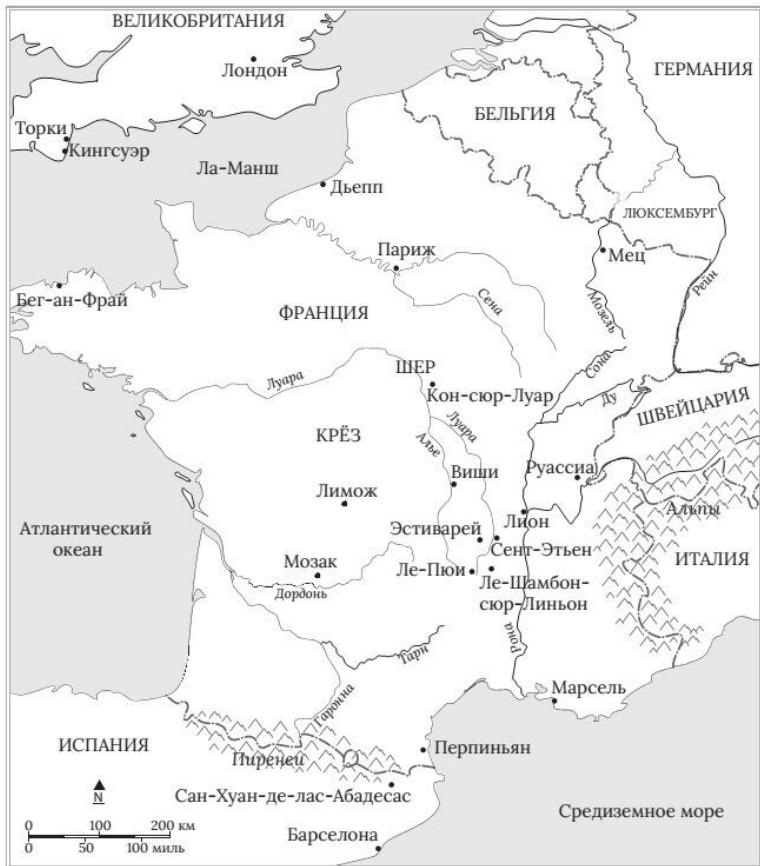 ВЕЛИКОБРИТАНИЯ
Лондон
ГЕРМАНИЯ
БЕЛЬГИЯ
Торки
Кингсуэр
Ла-Манш
Дьепп
ЛЮКСЕМБУРГ
Париж
Мец
Рейн
Бег-ан-Фрай
ФРАНЦИЯ
Сена
Мозель
Луара
ШЕР
Сона
Кон-сюр-Луар
Ду
ШВЕЙЦАРИЯ
КРЁЗ
Луара
Алье
Виши
Руассиа
Лимож
Альпы
Атлантический
океан
Эстиварей
Лион
Сент-Этьен
ИТАЛИЯ
Мозак
Ле-Пюи
Ле-Шамбон-
сюр-Линьон
Дордонь
Тарн
Рона
Гаронна
Марсель
ИСПАНИЯ
Пиренеи
Перпиньян
N
Сан-Хуан-де-лас-Абадесас
Средиземное море
0 100 200 км
0 50 100 миль
Барселона